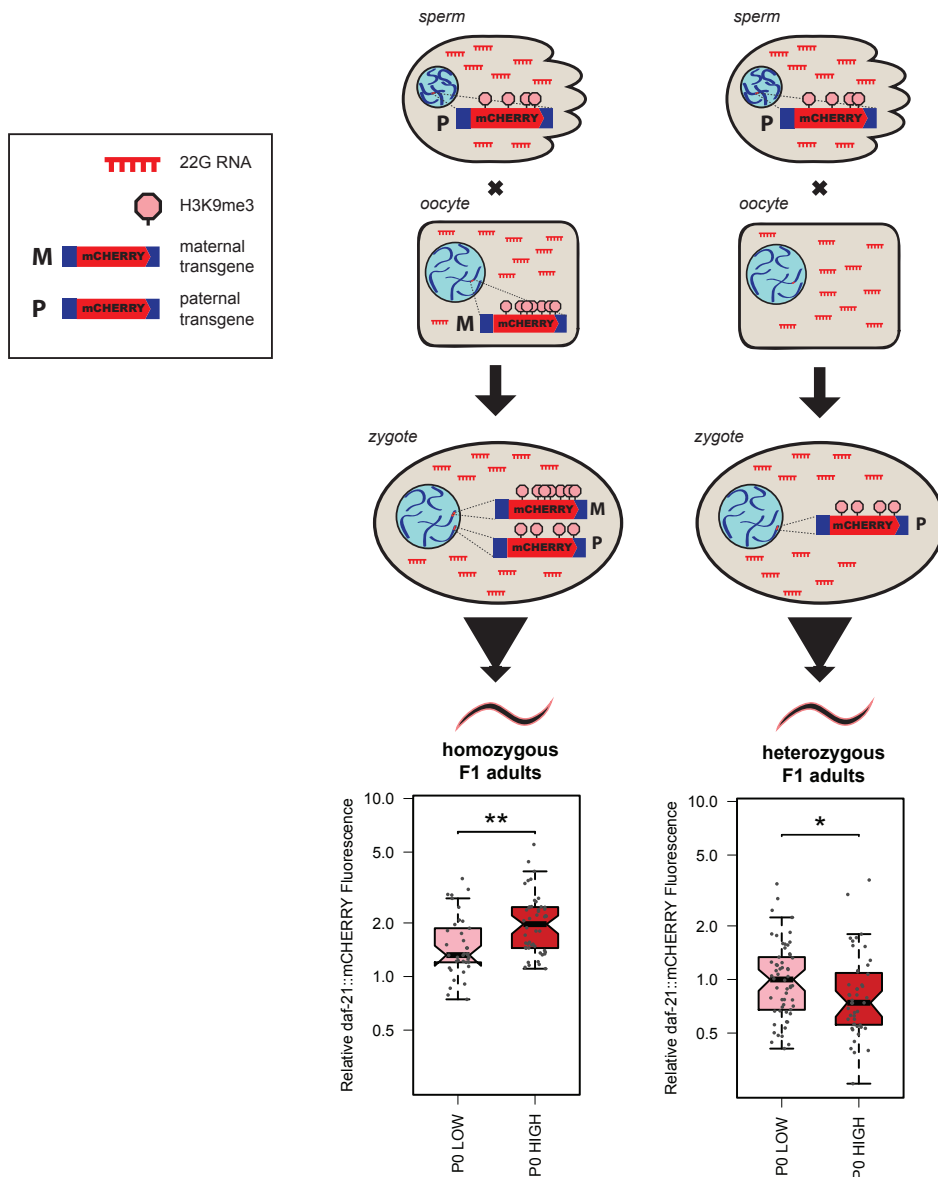 22G RNA
H3K9me3
M
mCHERRY
maternal
transgene
P
mCHERRY
paternal
transgene
sperm
P
mCHERRY
oocyte
M
mCHERRY
zygote
mCHERRY
M
mCHERRY
P
homozygous
F1 adults
Relative daf-21::mCHERRY Fluorescence
10.0
5.0
2.0
1.0
0.5
**
P0 LOW
P0 HIGH
sperm
P
mCHERRY
oocyte
zygote
mCHERRY
P
heterozygous
F1 adults
Relative daf-21::mCHERRY Fluorescence
10.0
5.0
2.0
1.0
0.5
*
P0 LOW
P0 HIGH